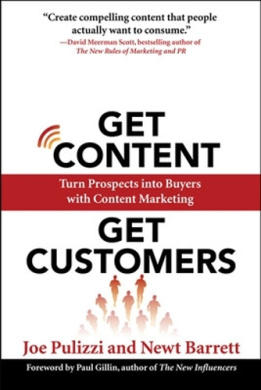 “Create compelling content that people
actually want to consume.”
—David Meerman Scott, bestselling author of
The New Rules of Marketing and PR
GET
CONTENT
Turn Prospects into Buyers
with Content Marketing
GET
CUSTOMERS
Joe Pulizzi and Newt Barrett
Foreword by Paul Gillin, author of The New Influencers